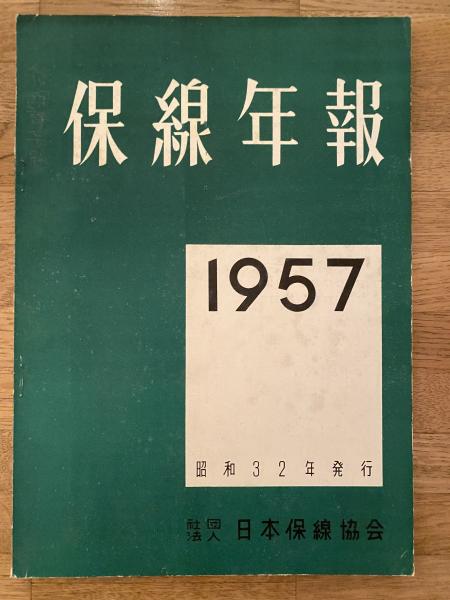 保線年報
1957
昭和32年発行
社団法人 日本保線協会